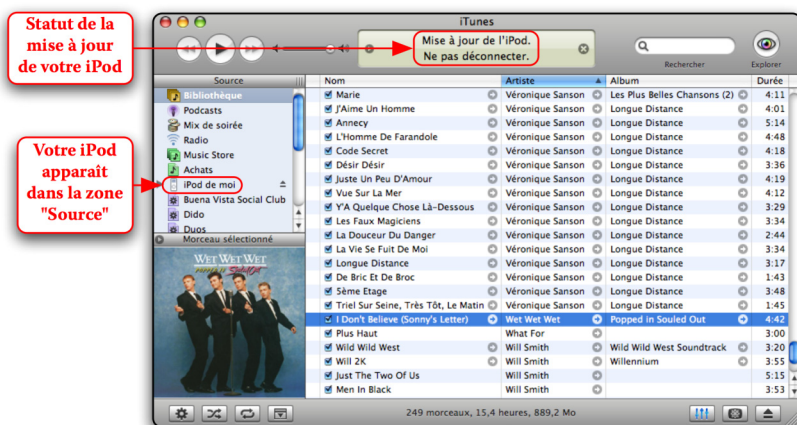 Statut de la
mise à jour
de votre iPod
Votre iPod
apparaît
dans la zone
"Source"
iTunes
Mise à jour de l'iPod.
Ne pas déconnecter.
Rechercher
Explorer
Source
Bibliothèque
Podcasts
Mix de soirée
Radio
Music Store
Achats
iPod de moi
Buena Vista Social Club
Dido
Duos
Morceau sélectionné
WET WET WET
Nom Artiste Album Durée
Marie Véronique Sanson Les Plus Belles Chansons (2) 4:11
J'Aime Un Homme Véronique Sanson Longue Distance 4:01
Annecy Véronique Sanson Longue Distance 5:14
L'Homme De Farandole Véronique Sanson Longue Distance 4:48
Code Secret Véronique Sanson Longue Distance 4:18
Désir Désir Véronique Sanson Longue Distance 3:36
Juste Un Peu D'Amour Véronique Sanson Longue Distance 4:19
Vue Sur La Mer Véronique Sanson Longue Distance 4:12
Y'A Quelque Chose Là-Dessous Véronique Sanson Longue Distance 3:29
Les Faux Magiciens Véronique Sanson Longue Distance 3:34
La Douceur Du Danger Véronique Sanson Longue Distance 2:44
La Vie Se Fuit De Moi Véronique Sanson Longue Distance 3:34
Longue Distance Véronique Sanson Longue Distance 3:17
De Bric Et De Broc Véronique Sanson Longue Distance 1:43
5ème Etage Véronique Sanson Longue Distance 3:48
Triel Sur Seine, Très Tôt, Le Matin Véronique Sanson Longue Distance 1:45
I Don't Believe (Sonny's Letter) Wet Wet Wet Popped in Souled Out 4:42
Plus Haut What For 3:00
Wild Wild West Will Smith Wild Wild West Soundtrack 3:20
Will 2K Will Smith Willennium 3:55
Just The Two Of Us Will Smith 5:15
Men In Black Will Smith 3:53
249 morceaux, 15,4 heures, 889,2 Mo